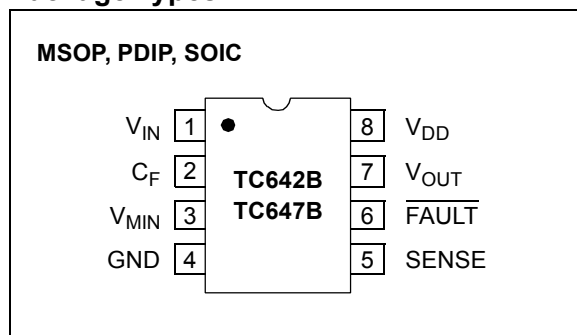 MSOP, PDIP, SOIC
VIN 1 8 VDD
CF 2 TC642B 7 VOUT
VMIN 3 TC647B 6 FAULT
GND 4 5 SENSE